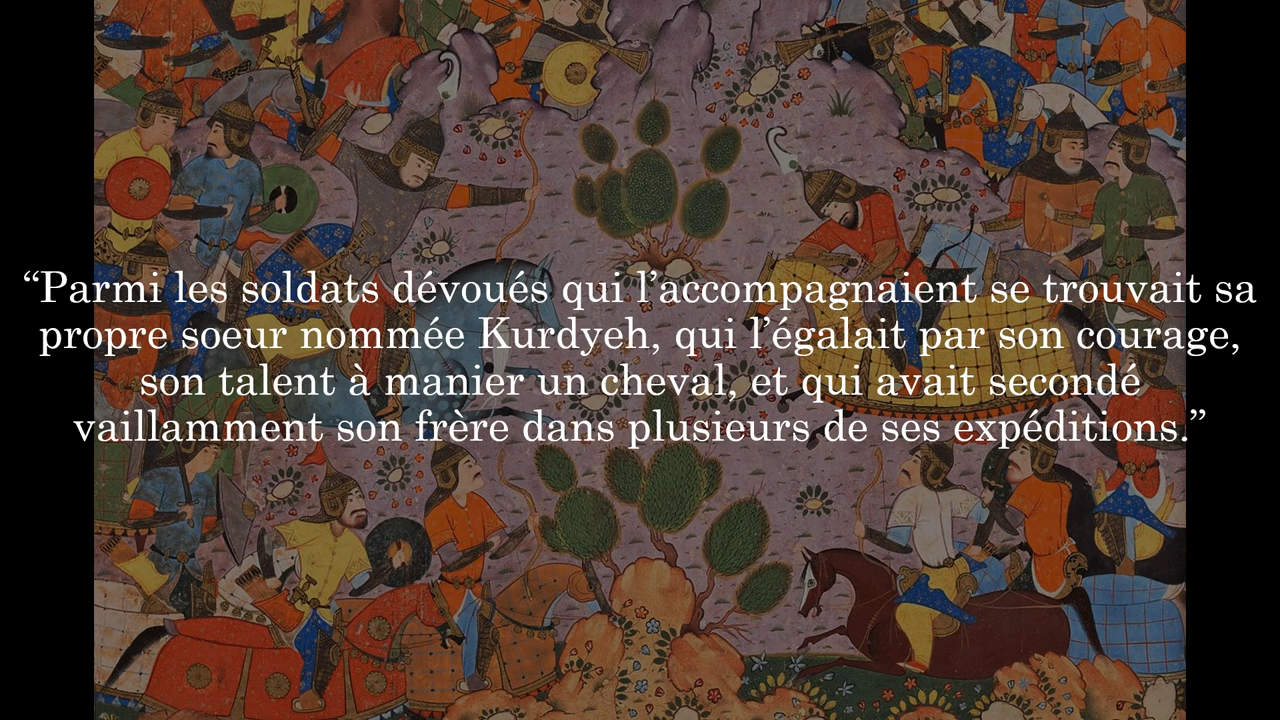 “Parmi les soldats dévoués qui l’accompagnaient se trouvait sa
propre soeur nommée Kurdyeh, qui l’égalait par son courage,
son talent à manier un cheval, et qui avait secondé
vaillamment son frère dans plusieurs de ses expéditions.”